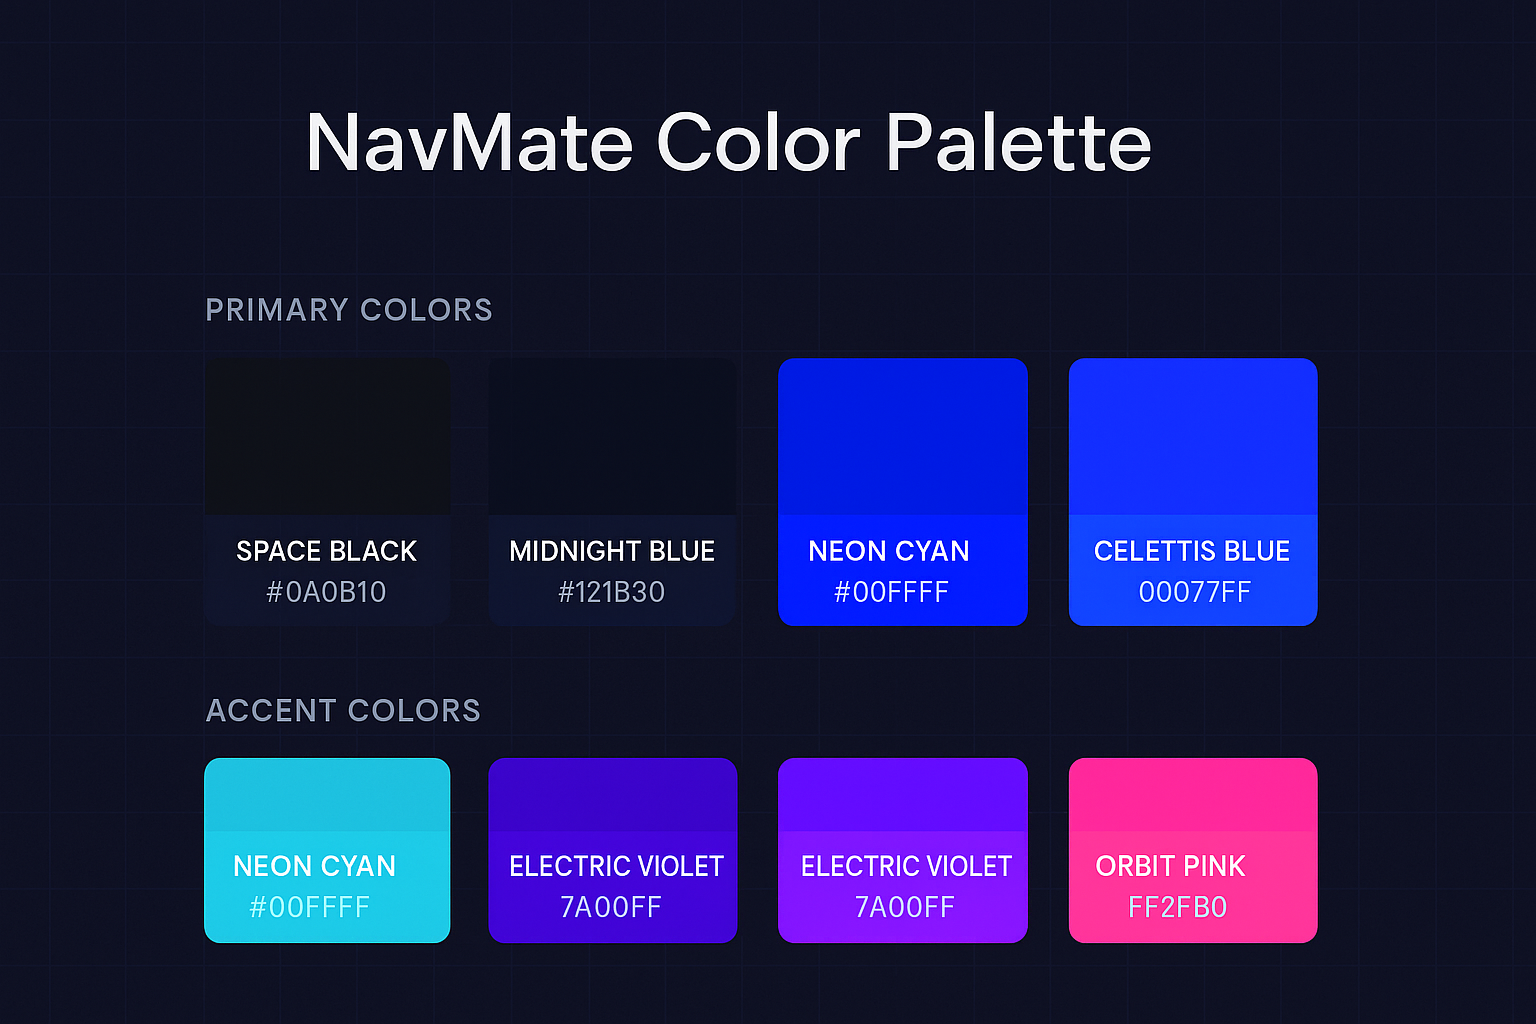 NavMate Color Palette
PRIMARY COLORS
SPACE BLACK
#0A0B10
MIDNIGHT BLUE
#121B30
NEON CYAN
#00FFFF
CELETTIS BLUE
00077FF
ACCENT COLORS
NEON CYAN
#00FFFF
ELECTRIC VIOLET
7A00FF
ELECTRIC VIOLET
7A00FF
ORBIT PINK
FF2FB0